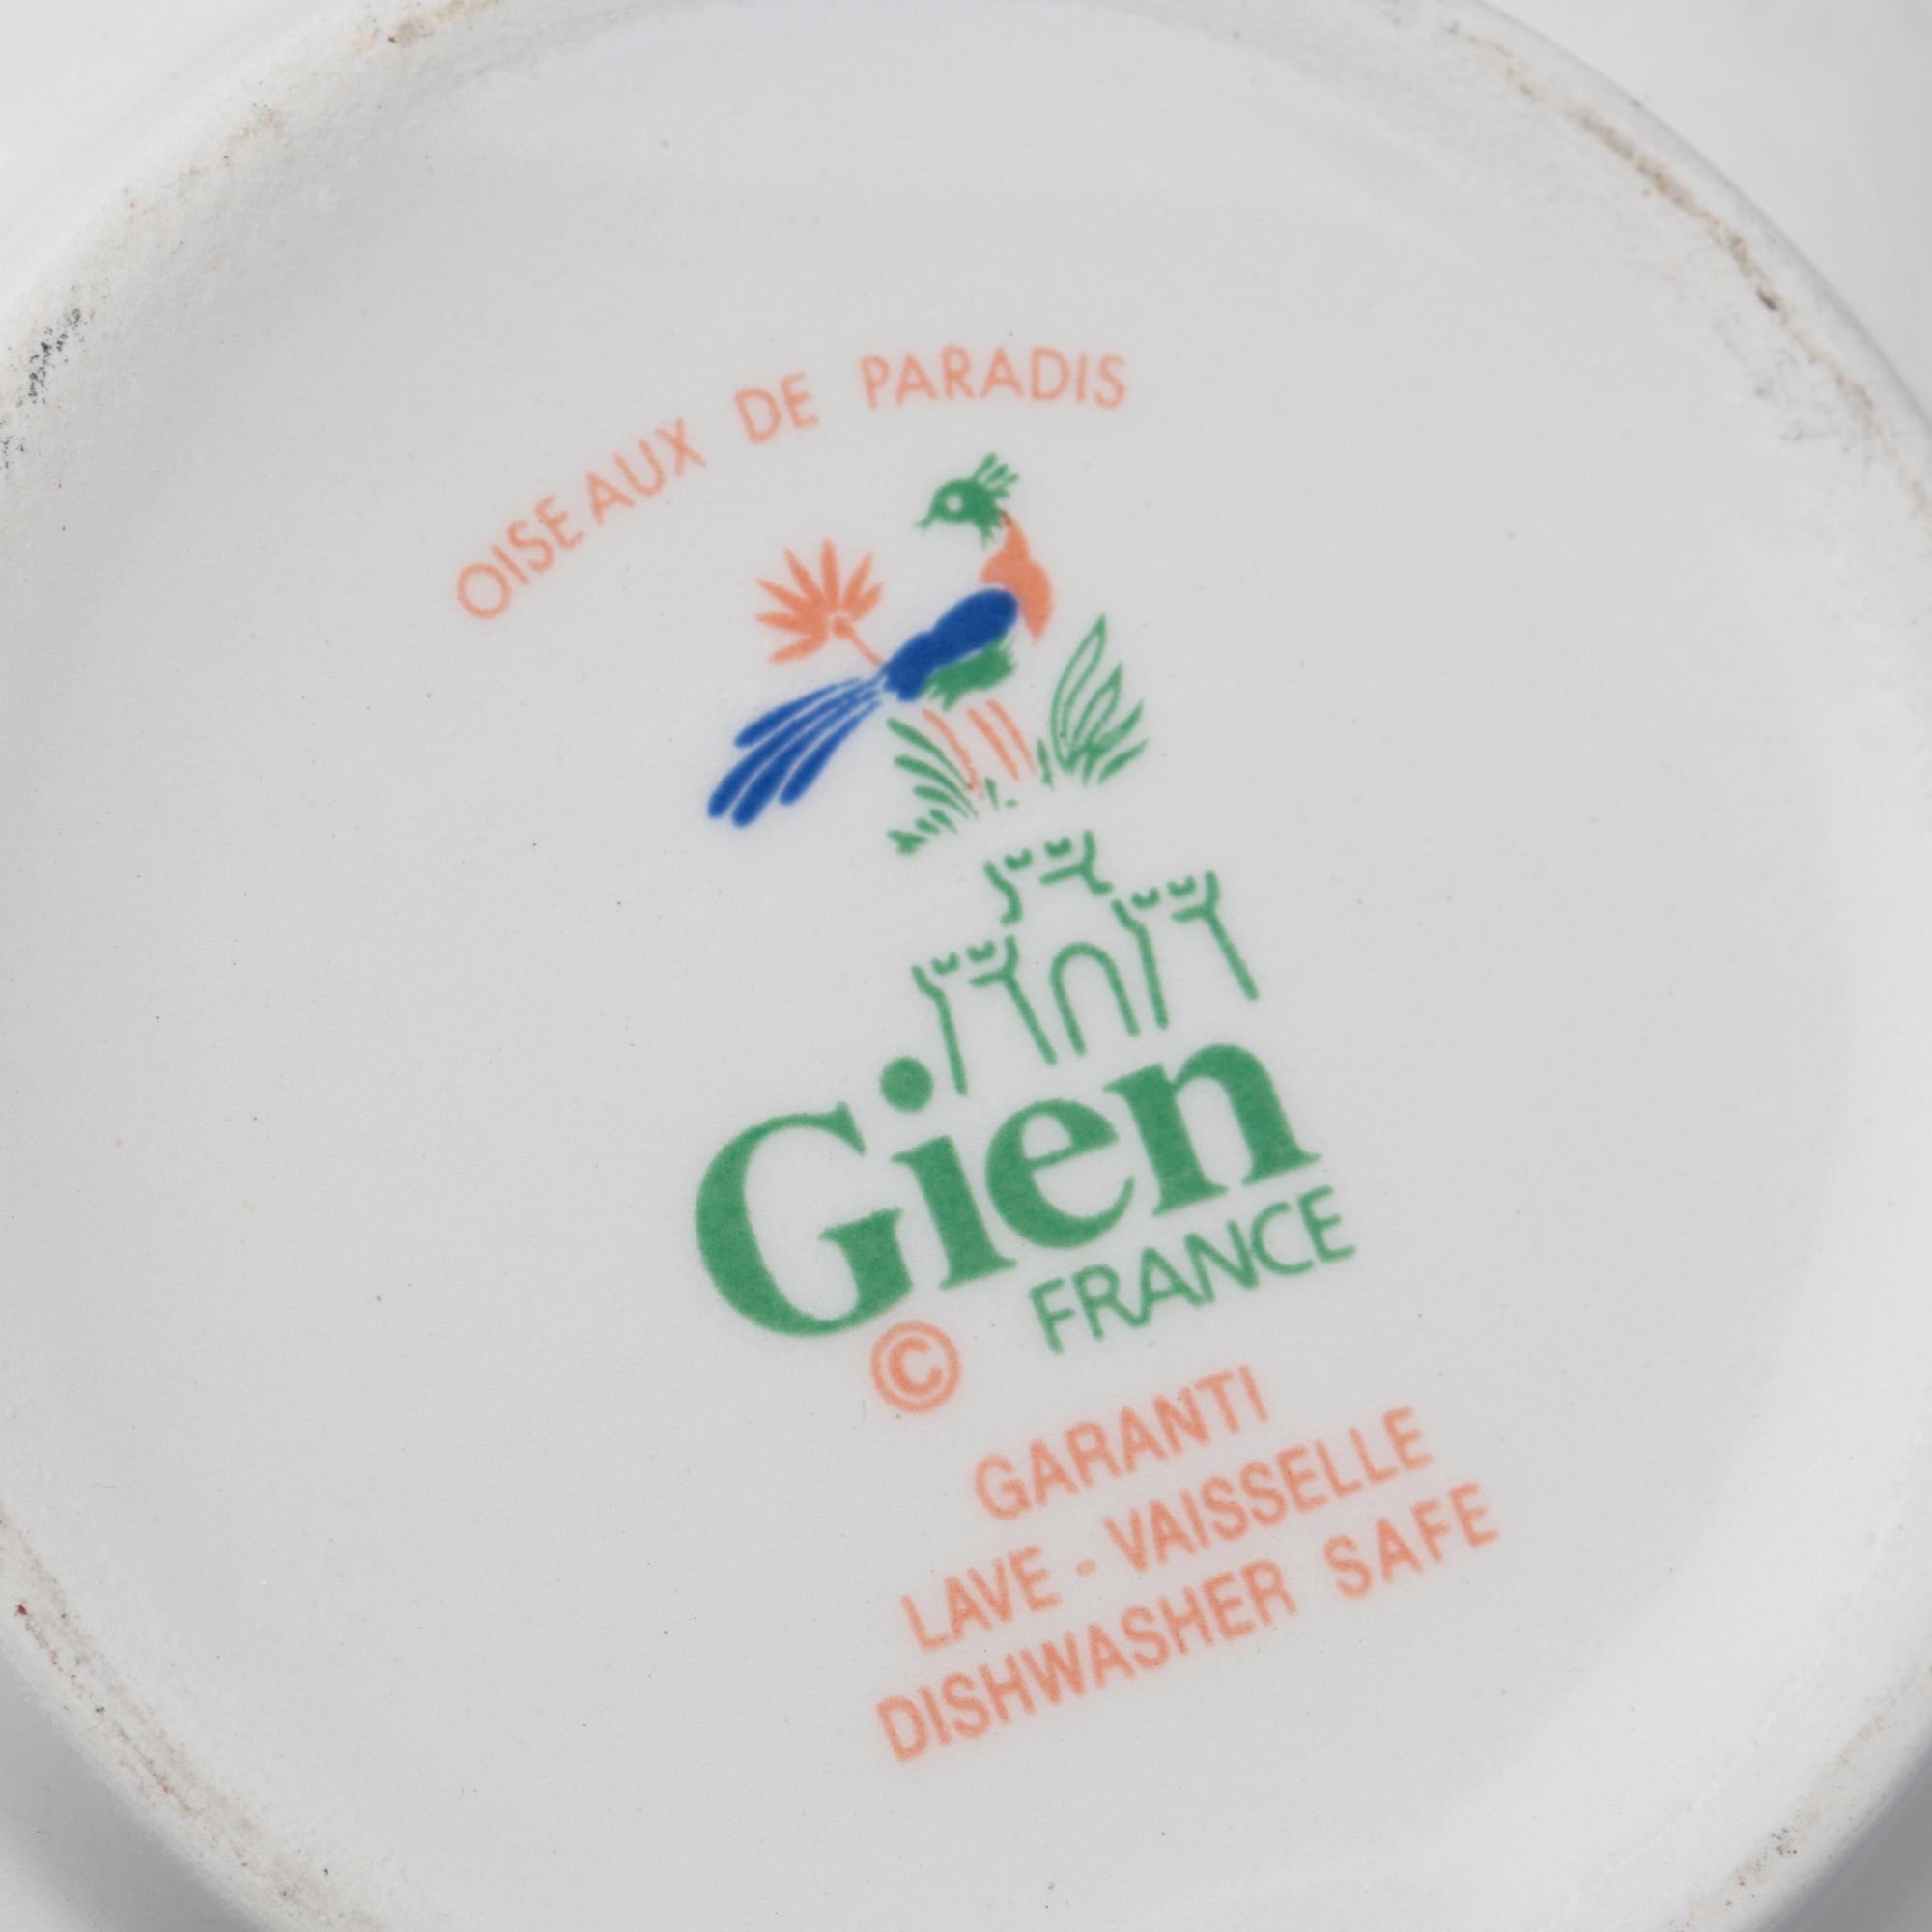 OISEAUX DE PARADIS
Gien
FRANCE
©
GARANTI
LAVE - VAISSELLE
DISHWASHER SAFE